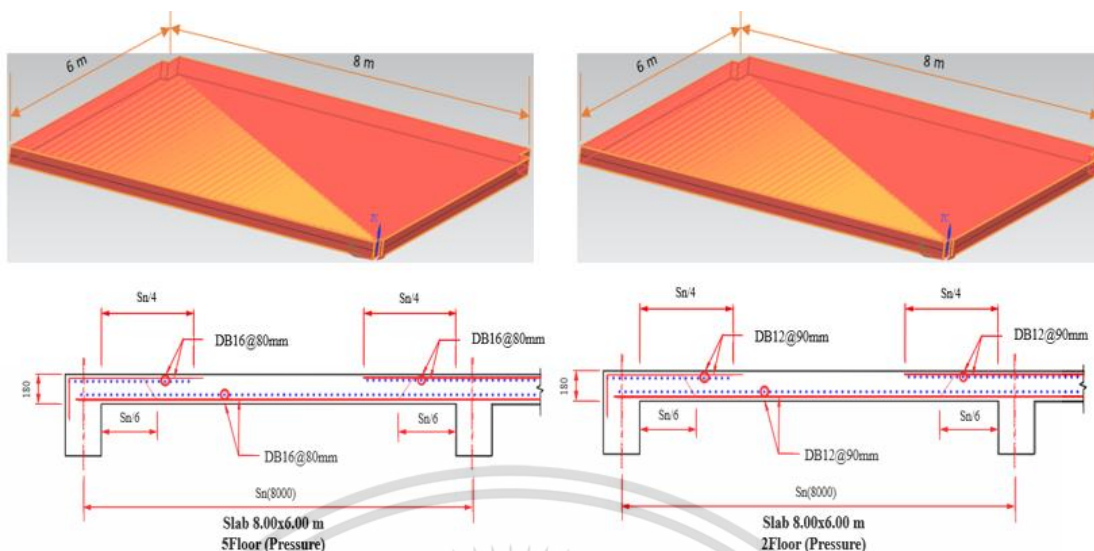 6 m
8 m
ZC
Sn/4
Sn/4
DB16@80mm
DB16@80mm
180
Sn/6
Sn/6
DB16@80mm
Sn(8000)
Slab 8.00x6.00 m
5Floor (Pressure)
6 m
8 m
ZC
Sn/4
Sn/4
DB12@90mm
DB12@90mm
180
Sn/6
Sn/6
DB12@90mm
Sn(8000)
Slab 8.00x6.00 m
2Floor (Pressure)